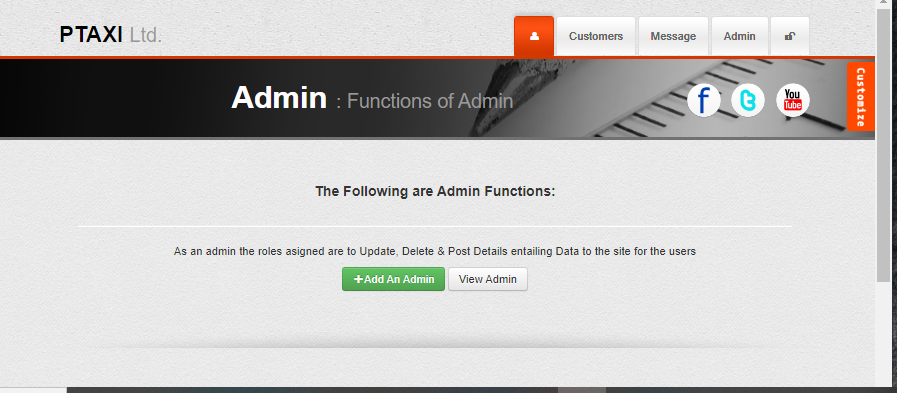 PTAXI Ltd.
Customers Message Admin
Admin : Functions of Admin
f t You Tube
Customize
The Following are Admin Functions:
As an admin the roles asigned are to Update, Delete & Post Details entailing Data to the site for the users
+Add An Admin View Admin